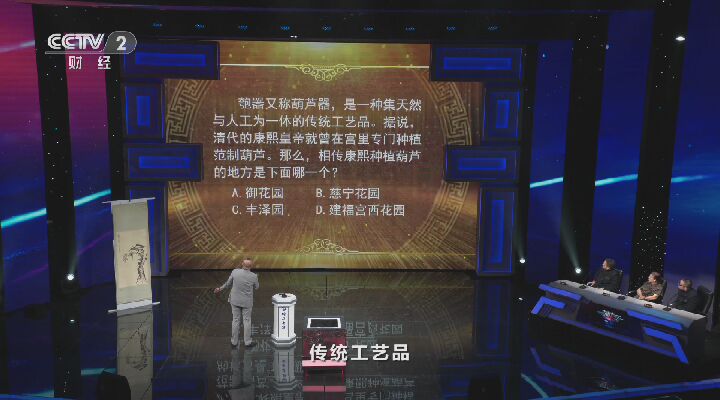 CCTV 2
财经
匏器又称葫芦器，是一种集天然
与人工为一体的传统工艺品。据说，
清代的康熙皇帝就曾在宫里专门种植
范制葫芦。那么，相传康熙种植葫芦
的地方是下面哪一个？
A.御花园 B.慈宁花园
C.丰泽园 D.建福宫西花园
传统工艺品